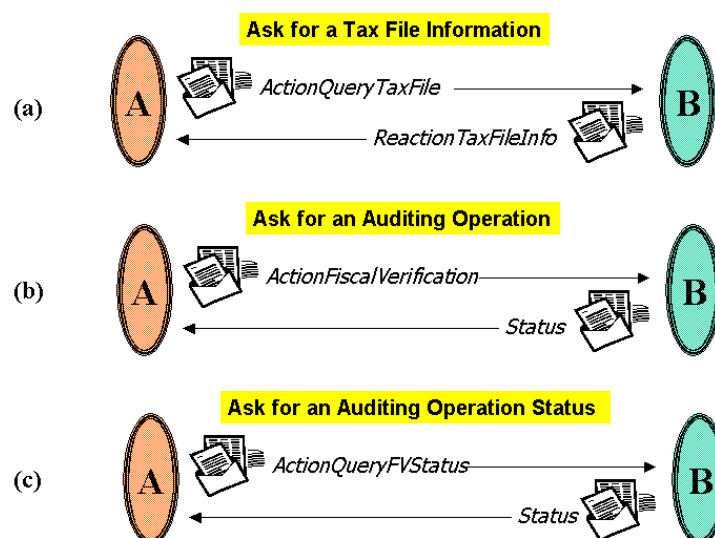 Ask for a Tax File Information
(a)
A
ActionQueryTaxFile
B
ReactionTaxFileInfo
Ask for an Auditing Operation
(b)
A
ActionFiscalVerification
B
Status
Ask for an Auditing Operation Status
(c)
A
ActionQueryFVStatus
B
Status